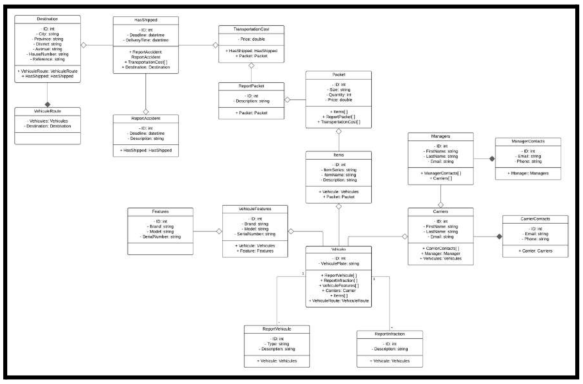 Destination
- ID: int
- City: string
- Province: string
- District: string
- Avenue: string
- HouseNumber: string
- Reference: string
+ VehicleRoute: VehicleRoute
+ HasShipped: HasShipped
HasShipped
- ID: int
- Deadline: datetime
- DeliveryTime: datetime
+ ReportAccident:
ReportAccident
+ TransportationCost[]
+ Destination: Destination
TransportationCost
- Price: double
+ HasShipped: HasShipped
+ Packet: Packet
VehicleRoute
+ Vehicles: Vehicles
+ Destination: Destination
ReportAccident
- ID: int
- Deadline: datetime
- Description: string
+ HasShipped: HasShipped
ReportPacket
- ID: int
- Description: string
+ Packet: Packet
Packet
- ID: int
- Size: string
- Quantity: int
- Price: double
+ Items[]
+ ReportPacket[]
+ TransportationCost[]
Items
- ID: int
- ItemSeries: string
- ItemName: string
- Description: string
+ Vehicle: Vehicles
+ Packet: Packet
Managers
- ID: int
- FirstName: string
- LastName: string
- Email: string
+ ManagerContacts[]
+ Carriers[]
ManagerContacts
- ID: int
- Email: string
- Phone: string
+ Manager: Managers
Features
- ID: int
- Brand: string
- Model: string
- SerialNumber: string
VehicleFeatures
- ID: int
- Brand: string
- Model: string
- SerialNumber: string
+ Vehicle: Vehicles
+ Feature: Features
Carriers
- ID: int
- FirstName: string
- LastName: string
- Email: string
+ CarrierContacts[]
+ Manager: Manager
+ Vehicles: Vehicles
CarrierContacts
- ID: int
- Email: string
- Phone: string
+ Carrier: Carriers
Vehicles
- ID: int
- VehiclePlate: string
+ ReportVehicle[]
+ ReportInfraction[]
+ VehicleFeatures[]
+ Carriers: Carrier
+ Items[]
+ VehicleRoute: VehicleRoute
1
1
ReportVehicle
- ID: int
- Type: string
- Description: string
+ Vehicle: Vehicles
ReportInfraction
- ID: int
- Description: string
+ Vehicle: Vehicles